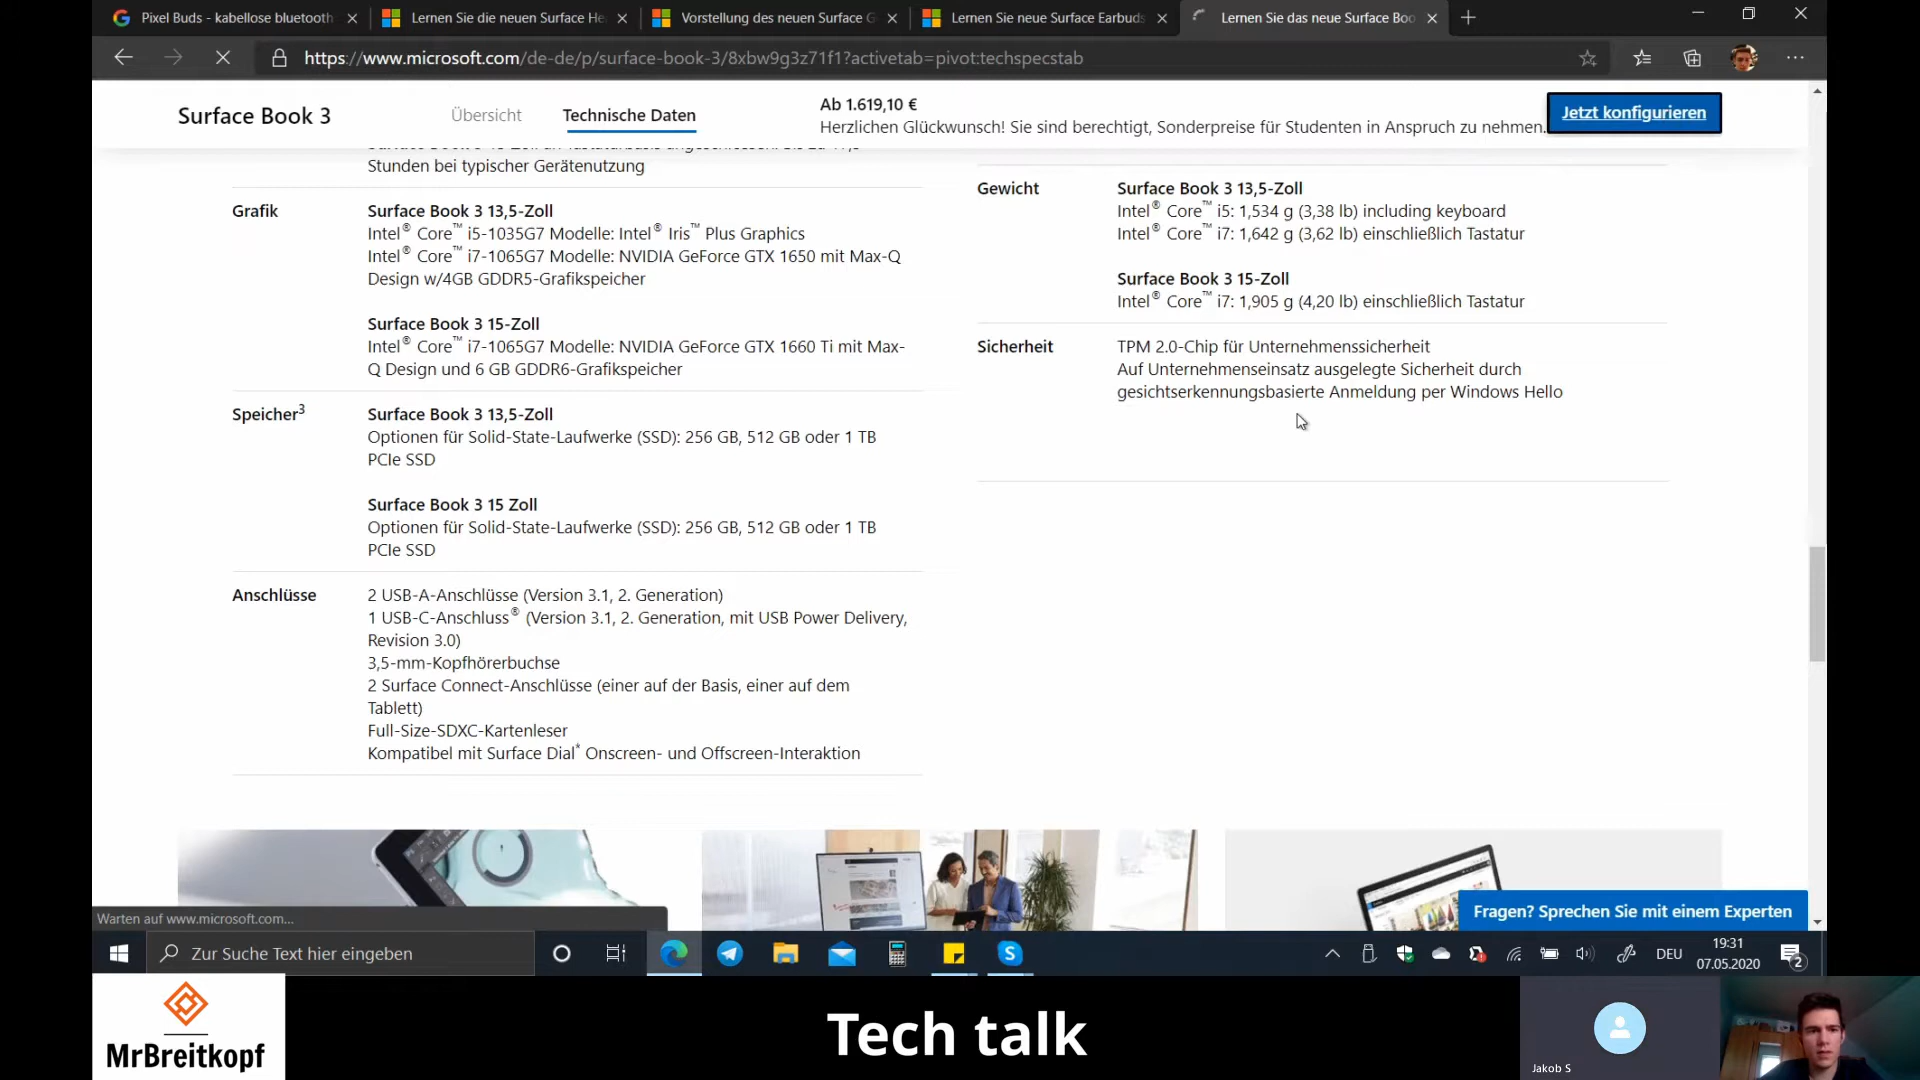 Pixel Buds - kabellose bluetooth
Lernen Sie die neuen Surface He
Vorstellung des neuen Surface G
Lernen Sie neue Surface Earbuds
Lernen Sie das neue Surface Boo
https://www.microsoft.com/de-de/p/surface-book-3/8xbw9g3z71f1?activetab=pivot:techspecstab
Surface Book 3
Übersicht
Technische Daten
Ab 1.619,10 €
Herzlichen Glückwunsch! Sie sind berechtigt, Sonderpreise für Studenten in Anspruch zu nehmen.
Jetzt konfigurieren
Stunden bei typischer Gerätenutzung
Grafik
Surface Book 3 13,5-Zoll
Intel® Core™ i5-1035G7 Modelle: Intel® Iris™ Plus Graphics
Intel® Core™ i7-1065G7 Modelle: NVIDIA GeForce GTX 1650 mit Max-Q
Design w/4GB GDDR5-Grafikspeicher
Surface Book 3 15-Zoll
Intel® Core™ i7-1065G7 Modelle: NVIDIA GeForce GTX 1660 Ti mit Max-
Q Design und 6 GB GDDR6-Grafikspeicher
Speicher3
Surface Book 3 13,5-Zoll
Optionen für Solid-State-Laufwerke (SSD): 256 GB, 512 GB oder 1 TB
PCIe SSD
Surface Book 3 15 Zoll
Optionen für Solid-State-Laufwerke (SSD): 256 GB, 512 GB oder 1 TB
PCIe SSD
Anschlüsse
2 USB-A-Anschlüsse (Version 3.1, 2. Generation)
1 USB-C-Anschluss® (Version 3.1, 2. Generation, mit USB Power Delivery,
Revision 3.0)
3,5-mm-Kopfhörerbuchse
2 Surface Connect-Anschlüsse (einer auf der Basis, einer auf dem
Tablett)
Full-Size-SDXC-Kartenleser
Kompatibel mit Surface Dial* Onscreen- und Offscreen-Interaktion
Gewicht
Surface Book 3 13,5-Zoll
Intel® Core™ i5: 1,534 g (3,38 lb) including keyboard
Intel® Core™ i7: 1,642 g (3,62 lb) einschließlich Tastatur
Surface Book 3 15-Zoll
Intel® Core™ i7: 1,905 g (4,20 lb) einschließlich Tastatur
Sicherheit
TPM 2.0-Chip für Unternehmenssicherheit
Auf Unternehmenseinsatz ausgelegte Sicherheit durch
gesichtserkennungsbasierte Anmeldung per Windows Hello
Fragen? Sprechen Sie mit einem Experten
Warten auf www.microsoft.com...
Zur Suche Text hier eingeben
DEU
19:31
07.05.2020
2
MrBreitkopf
Tech talk
Jakob S